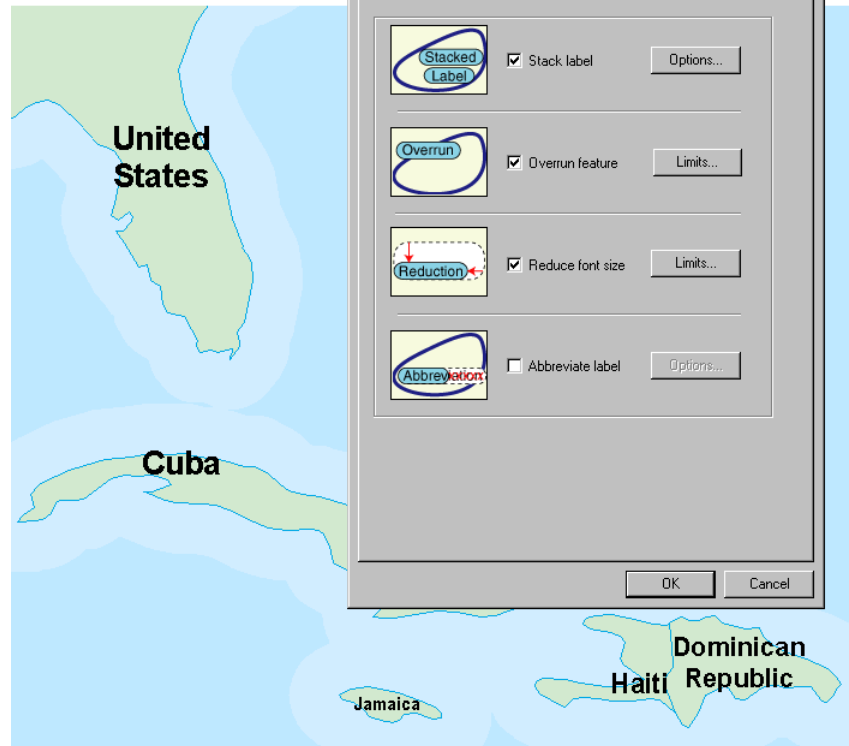 Stacked
Label
Stack label
Options...
United
States
Overrun
Overrun feature
Limits...
Reduction
Reduce font size
Limits...
Abbreviation
Abbreviate label
Options...
Cuba
OK
Cancel
Dominican
Republic
Haiti
Jamaica